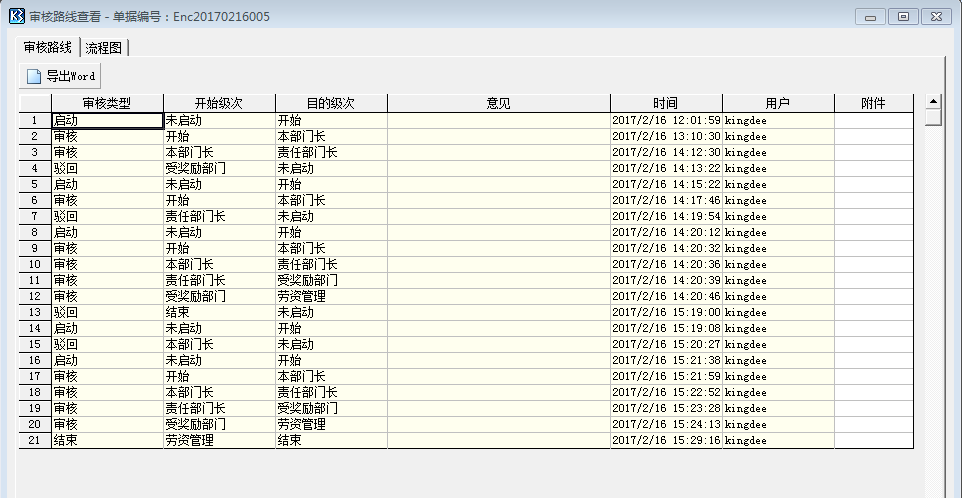 审核路线查看 - 单据编号：Enc20170216005
审核路线 流程图
导出Word
审核类型 开始级次 目的级次 意见 时间 用户 附件
1 启动 未启动 开始 2017/2/16 12:01:59 kingdee
2 审核 开始 本部门长 2017/2/16 13:10:30 kingdee
3 审核 本部门长 责任部门长 2017/2/16 14:12:30 kingdee
4 驳回 受奖励部门 未启动 2017/2/16 14:13:22 kingdee
5 启动 未启动 开始 2017/2/16 14:15:22 kingdee
6 审核 开始 本部门长 2017/2/16 14:17:46 kingdee
7 驳回 责任部门长 未启动 2017/2/16 14:19:54 kingdee
8 启动 未启动 开始 2017/2/16 14:20:12 kingdee
9 审核 开始 本部门长 2017/2/16 14:20:32 kingdee
10 审核 本部门长 责任部门长 2017/2/16 14:20:36 kingdee
11 审核 责任部门长 受奖励部门 2017/2/16 14:20:39 kingdee
12 审核 受奖励部门 劳资管理 2017/2/16 14:20:46 kingdee
13 驳回 结束 未启动 2017/2/16 15:19:00 kingdee
14 启动 未启动 开始 2017/2/16 15:19:08 kingdee
15 驳回 本部门长 未启动 2017/2/16 15:20:27 kingdee
16 启动 未启动 开始 2017/2/16 15:21:38 kingdee
17 审核 开始 本部门长 2017/2/16 15:21:59 kingdee
18 审核 本部门长 责任部门长 2017/2/16 15:22:52 kingdee
19 审核 责任部门长 受奖励部门 2017/2/16 15:23:28 kingdee
20 审核 受奖励部门 劳资管理 2017/2/16 15:24:13 kingdee
21 结束 劳资管理 结束 2017/2/16 15:29:16 kingdee